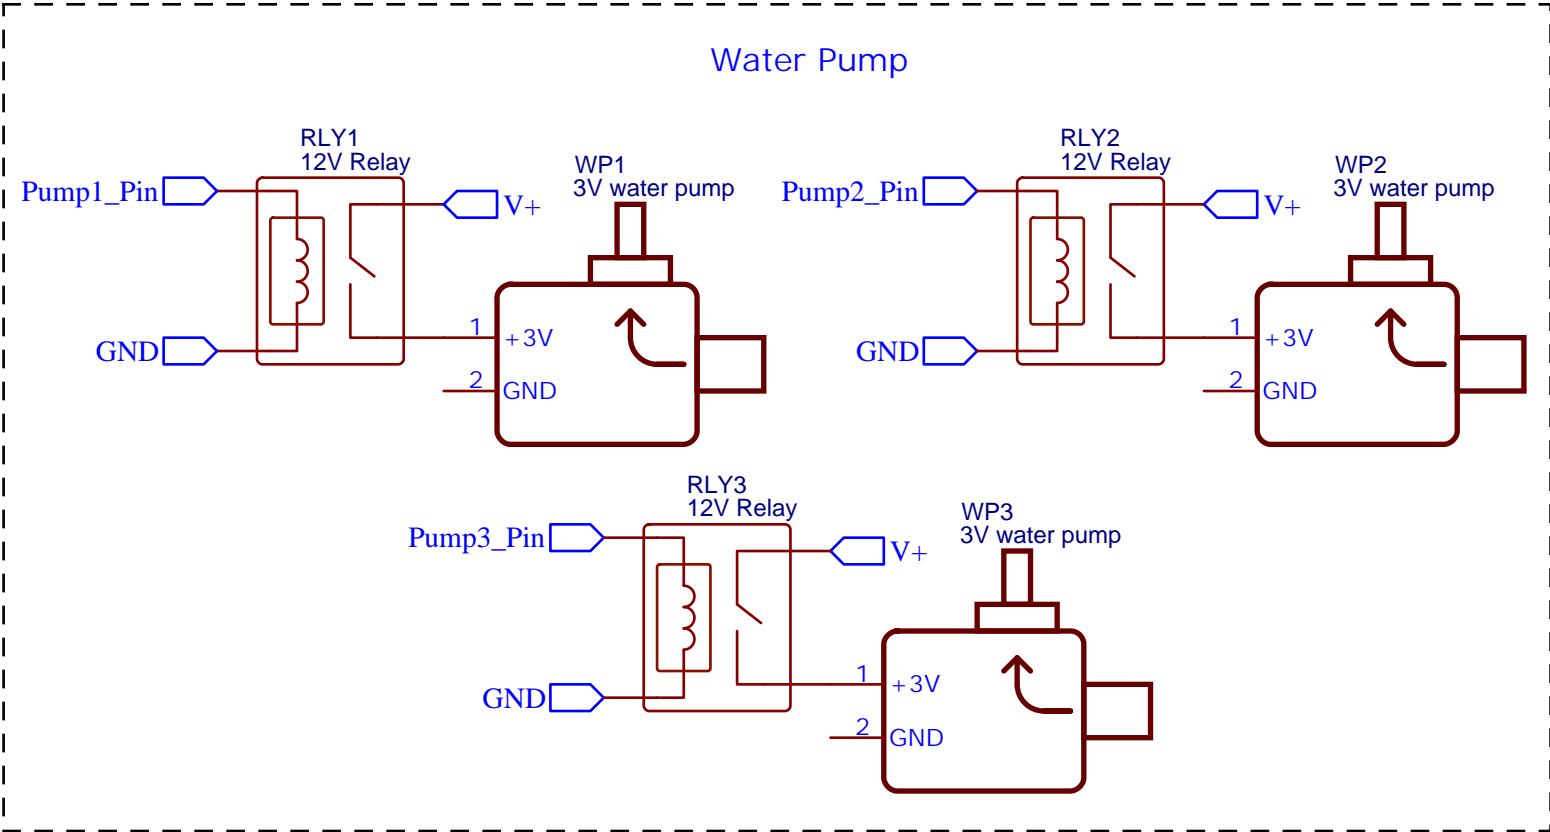 Water Pump
RLY1
12V Relay
WP1
3V water pump
Pump1_Pin
V+
GND
1
+3V
2
GND
RLY2
12V Relay
WP2
3V water pump
Pump2_Pin
V+
GND
1
+3V
2
GND
RLY3
12V Relay
WP3
3V water pump
Pump3_Pin
V+
GND
1
+3V
2
GND